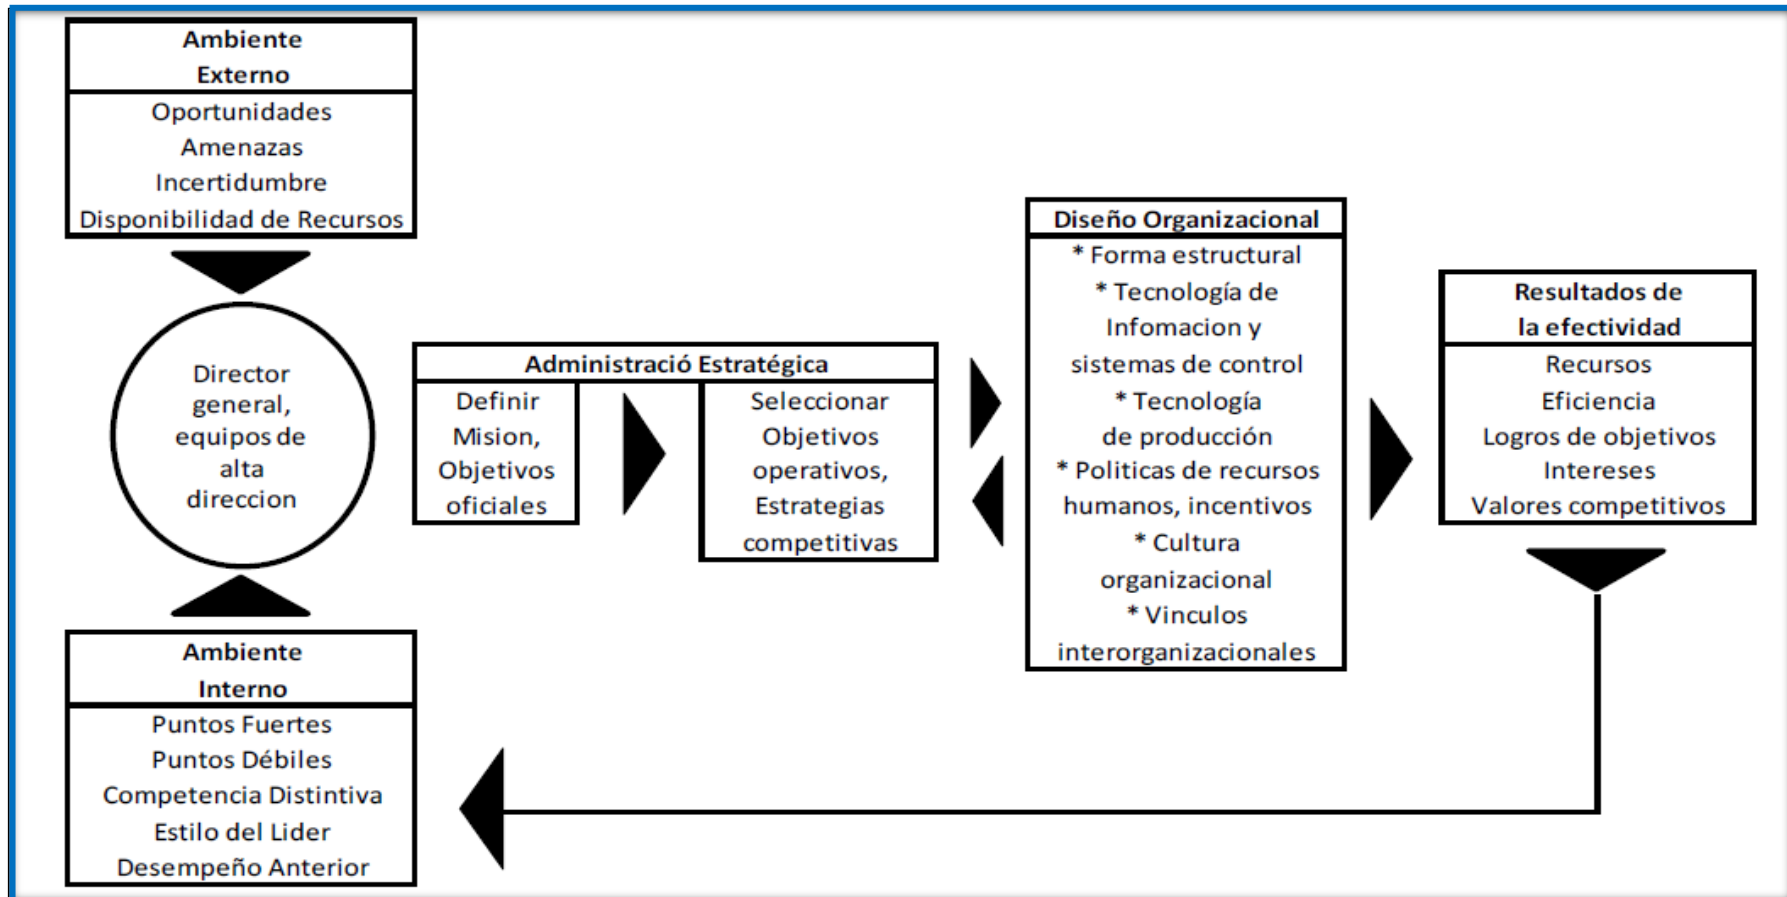 Ambiente
Externo
Oportunidades
Amenazas
Incertidumbre
Disponibilidad de Recursos
Director
general,
equipos de
alta
direccion
Ambiente
Interno
Puntos Fuertes
Puntos Débiles
Competencia Distintiva
Estilo del Lider
Desempeño Anterior
Administració Estratégica
Definir
Mision,
Objetivos
oficiales
Seleccionar
Objetivos
operativos,
Estrategias
competitivas
Diseño Organizacional
* Forma estructural
* Tecnología de
Infomacion y
sistemas de control
* Tecnología
de producción
* Politicas de recursos
humanos, incentivos
* Cultura
organizacional
* Vinculos
interorganizacionales
Resultados de
la efectividad
Recursos
Eficiencia
Logros de objetivos
Intereses
Valores competitivos